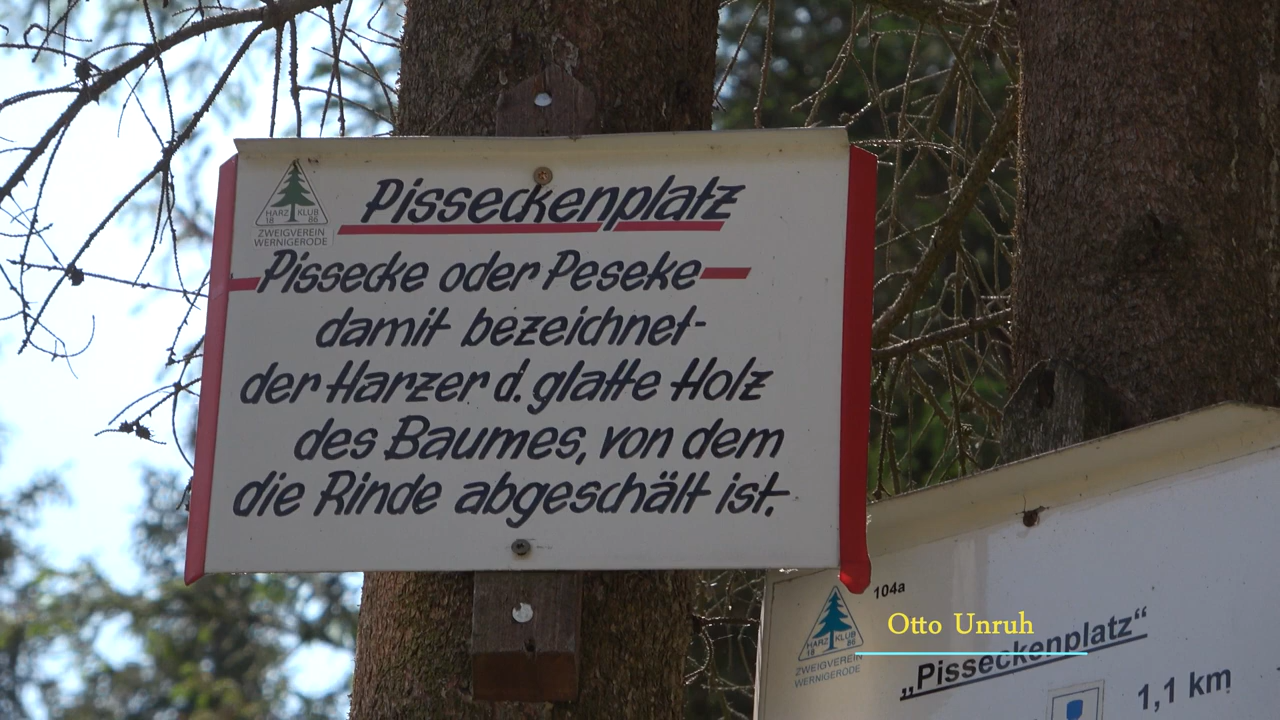 Pisseckenplatz
HARZ KLUB
18 86
ZWEIGVEREIN
WERNIGERODE
Pissecke oder Peseke
damit bezeichnet-
der Harzer d. glatte Holz
des Baumes, von dem
die Rinde abgeschält ist.
104a
HARZ KLUB
18 86
ZWEIGVEREIN
WERNIGERODE
Otto Unruh
„Pisseckenplatz“
1,1 km